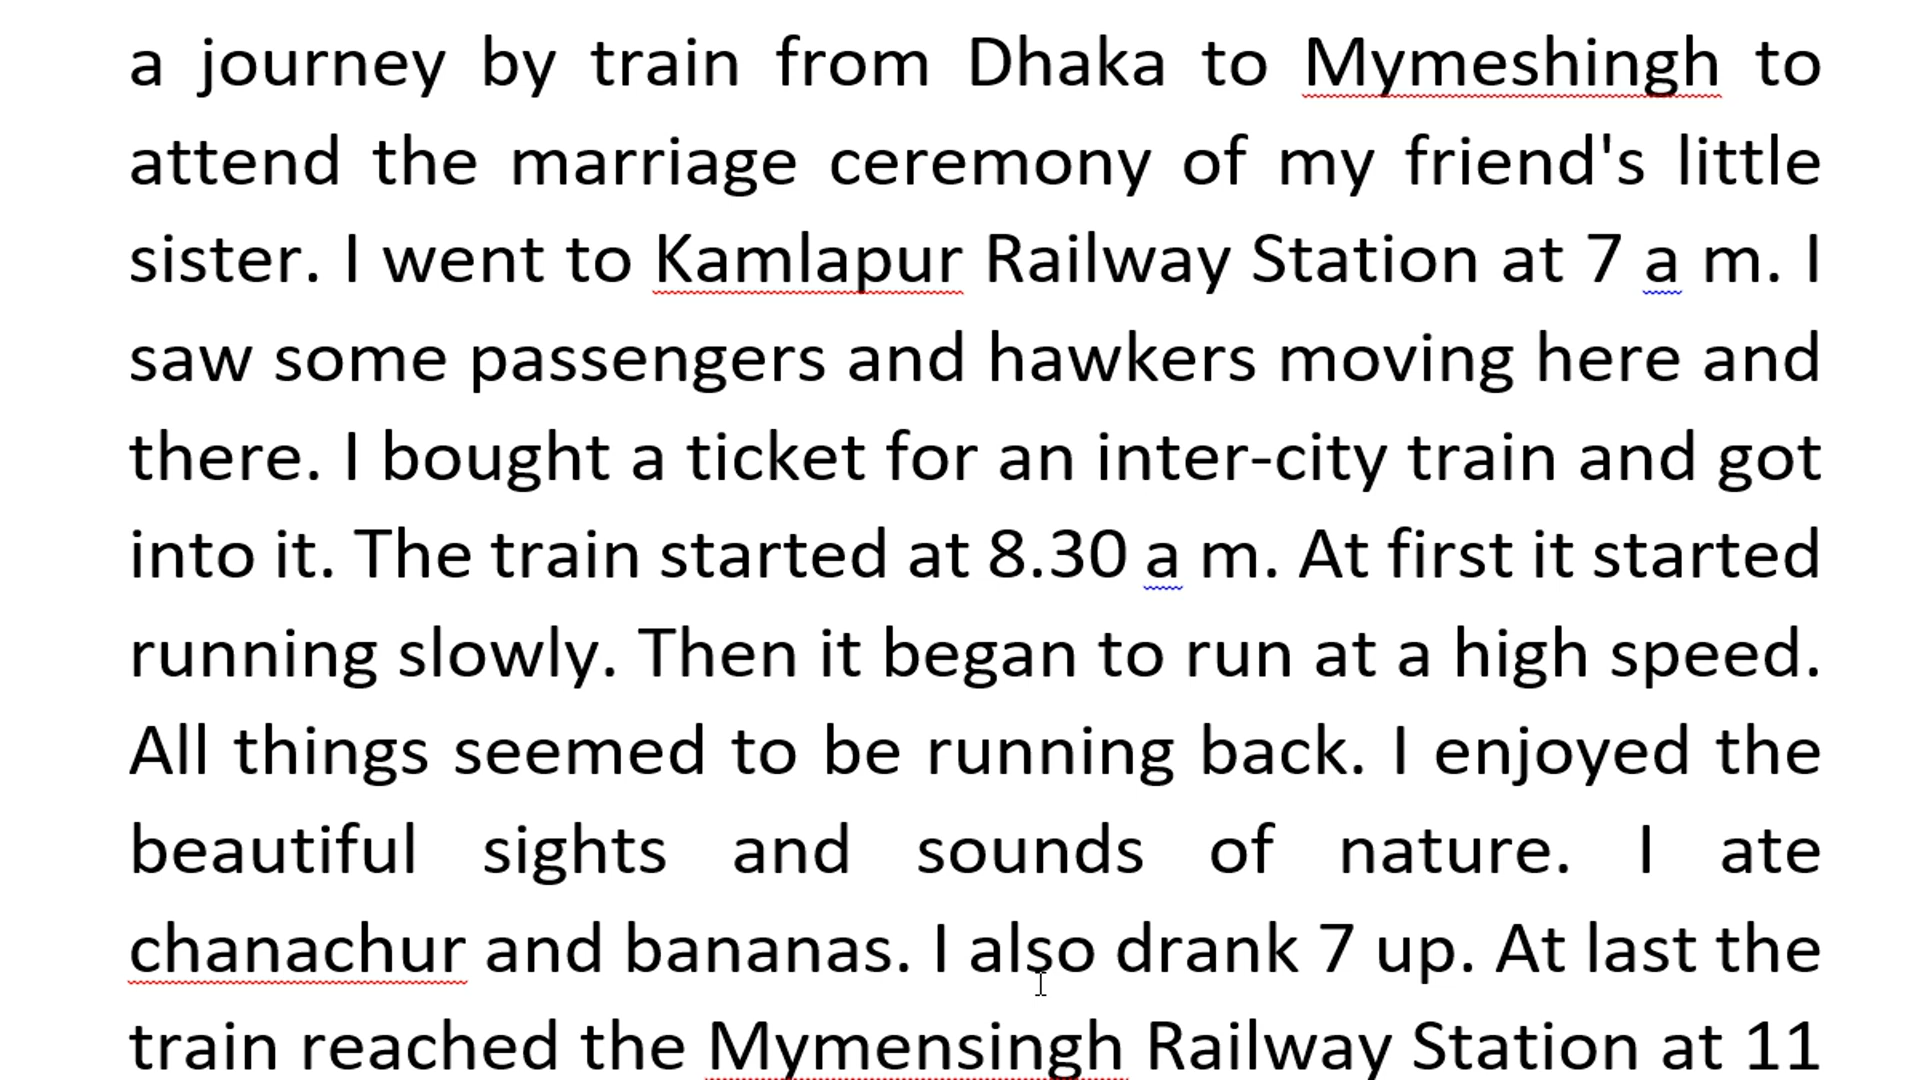 a journey by train from Dhaka to Mymeshingh to
attend the marriage ceremony of my friend's little
sister. I went to Kamlapur Railway Station at 7 a m. I
saw some passengers and hawkers moving here and
there. I bought a ticket for an inter-city train and got
into it. The train started at 8.30 a m. At first it started
running slowly. Then it began to run at a high speed.
All things seemed to be running back. I enjoyed the
beautiful sights and sounds of nature. I ate
chanachur and bananas. I also drank 7 up. At last the
train reached the Mymensingh Railway Station at 11